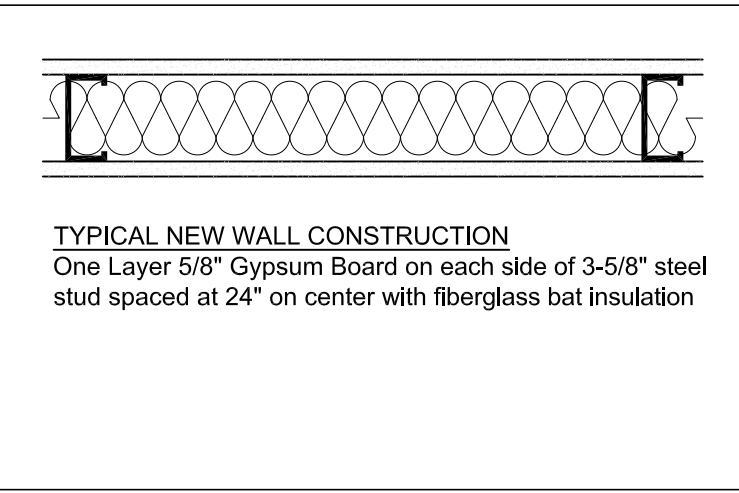 TYPICAL NEW WALL CONSTRUCTION
One Layer 5/8" Gypsum Board on each side of 3-5/8" steel
stud spaced at 24" on center with fiberglass bat insulation